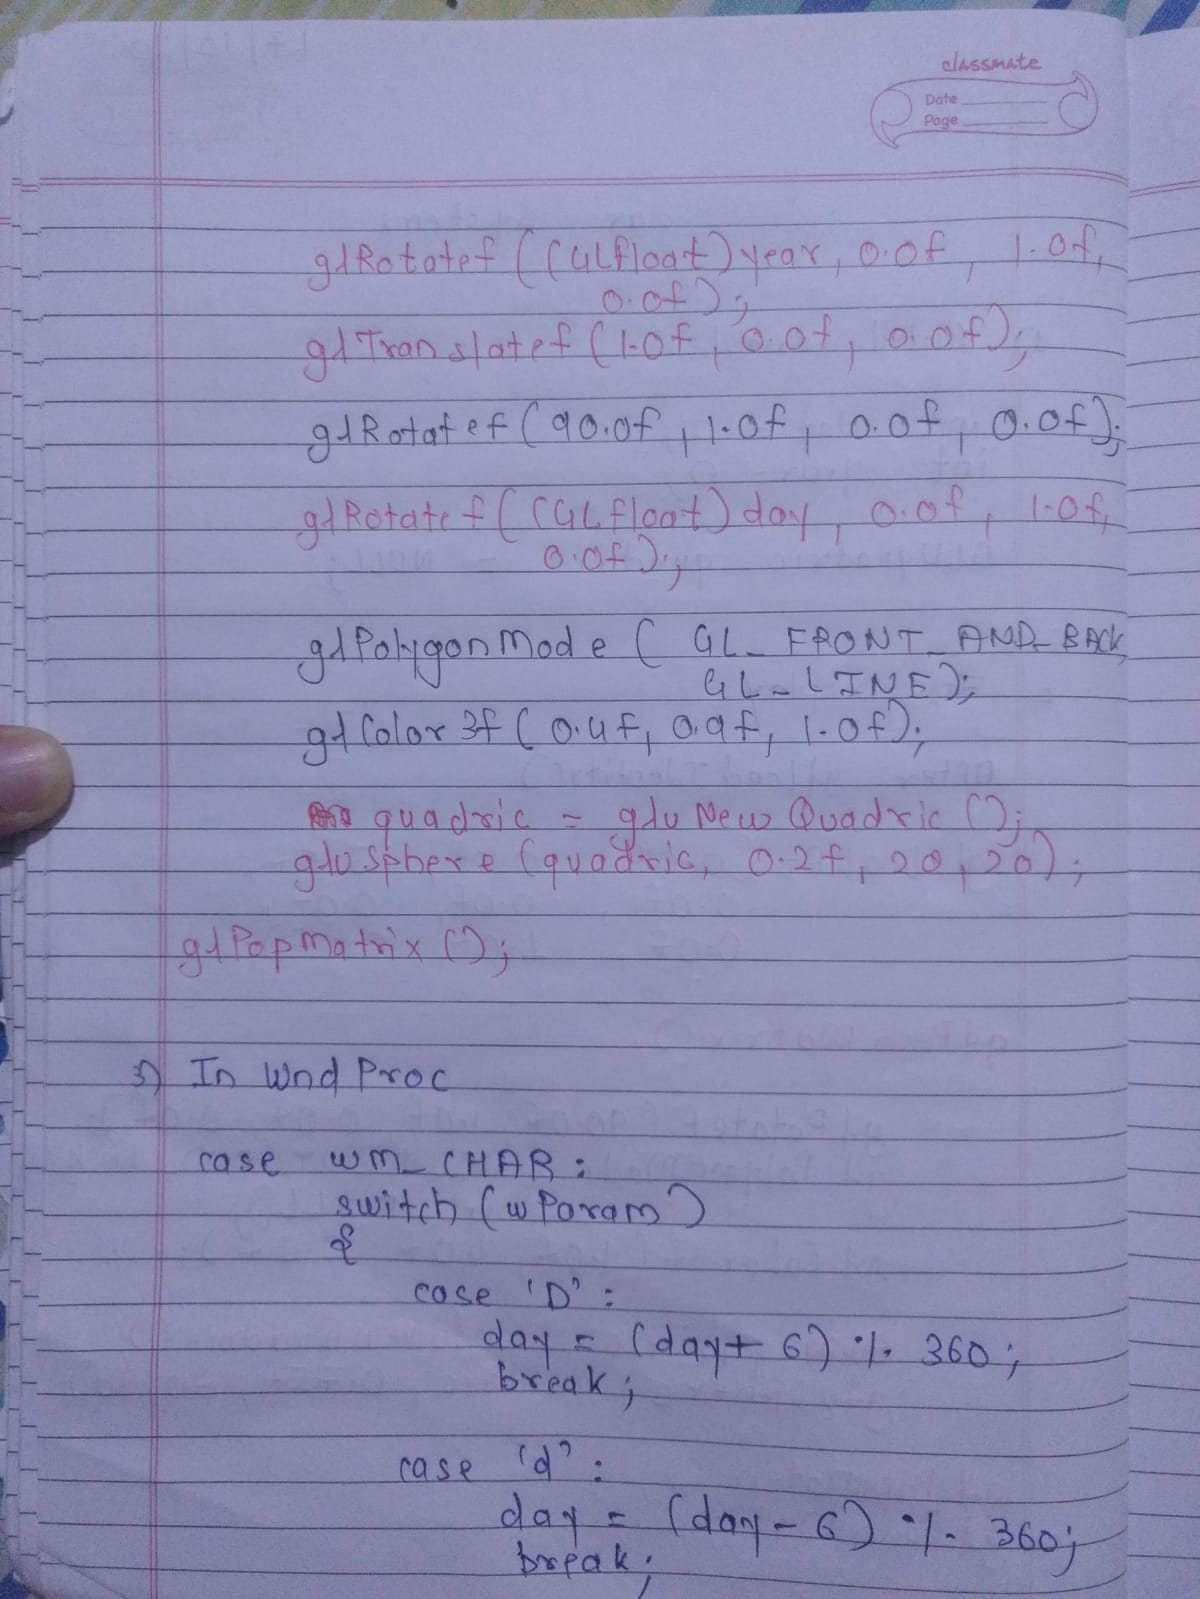 classmate
Date
Page
glRotatef ((GLfloat)year, 0.0f, 1.0f,
0.0f);
glTranslatef (1.0f, 0.0f, 0.0f);
glRotatef (90.0f, 1.0f, 0.0f, 0.0f);
glRotatef ((GLfloat) day, 0.0f, 1.0f,
0.0f);
glPolygonMode ( GL_FRONT_AND_BACK,
GL_LINE);
glColor3f (0.4f, 0.9f, 1.0f);
quadric = gluNewQuadric ();
gluSphere (quadric, 0.2f, 20, 20);
glPopMatrix ();
3) In WndProc
case WM_CHAR :
switch (wParam)
{
case 'D' :
day = (day + 6) % 360;
break;
case 'd' :
day = (day - 6) % 360;
break;